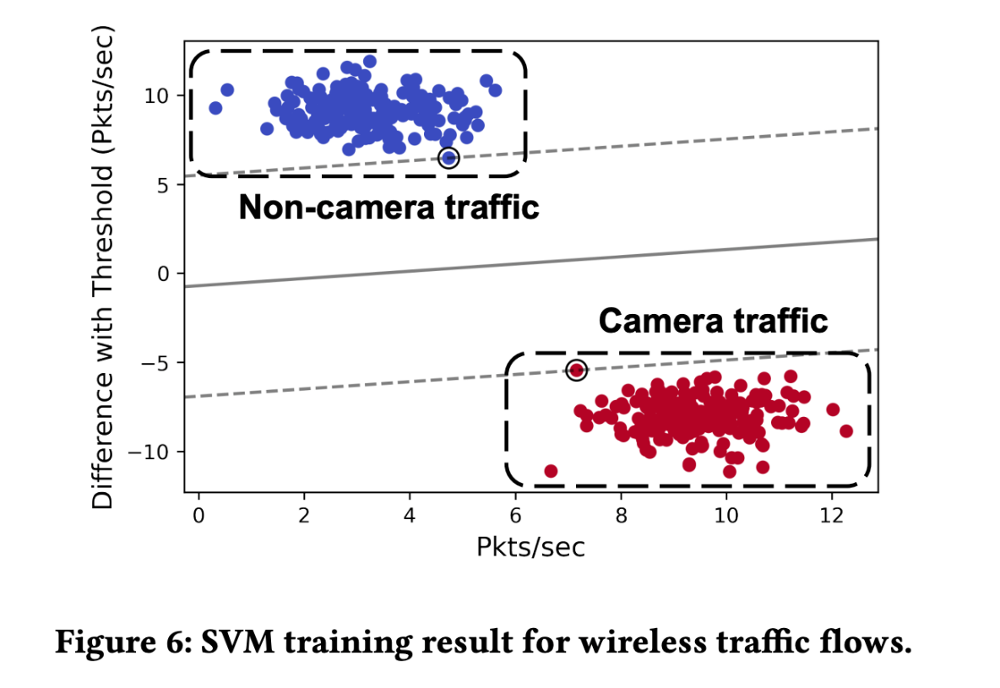 Difference with Threshold (Pkts/sec)
10
5
0
−5
−10
Non-camera traffic
Camera traffic
0 2 4 6 8 10 12
Pkts/sec
Figure 6: SVM training result for wireless traffic flows.